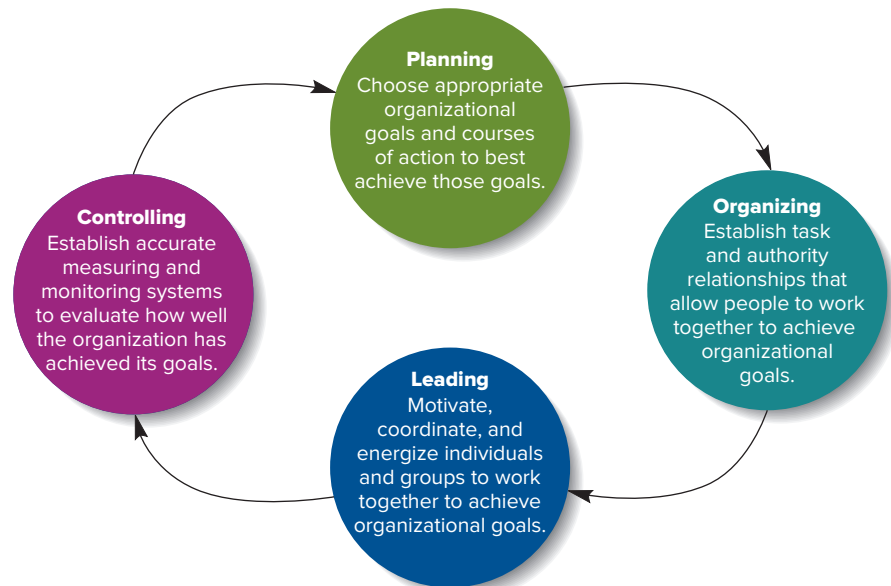 Planning
Choose appropriate
organizational
goals and courses
of action to best
achieve those goals.
Organizing
Establish task
and authority
relationships that
allow people to work
together to achieve
organizational
goals.
Leading
Motivate,
coordinate, and
energize individuals
and groups to work
together to achieve
organizational goals.
Controlling
Establish accurate
measuring and
monitoring systems
to evaluate how well
the organization has
achieved its goals.